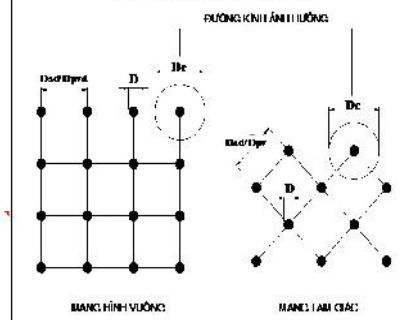 ĐƯỜNG KÍNH ẢNH HƯỞNG
D
De
De
D
MẠNG HÌNH VUÔNG
MẠNG TAM GIÁC